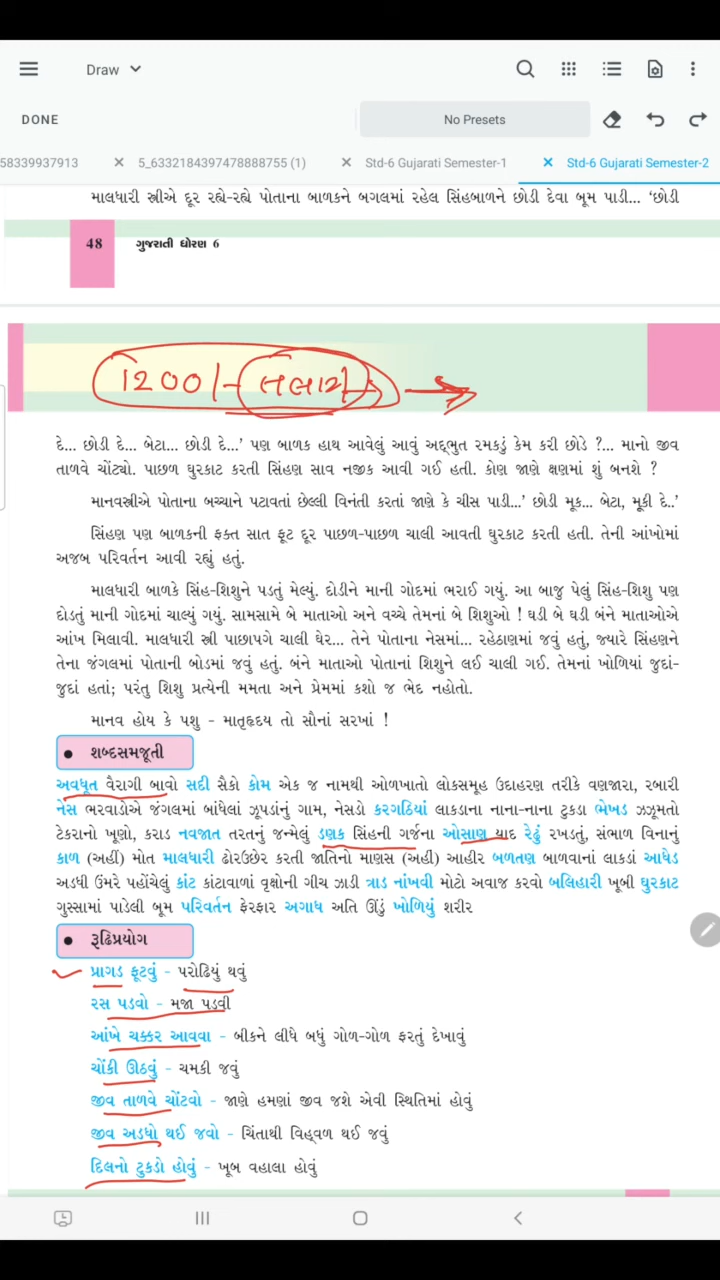 Draw
DONE
No Presets
58339937913
5_6332184397478888755 (1)
Std-6 Gujarati Semester-1
Std-6 Gujarati Semester-2
માલધારી સ્ત્રીએ દૂર રહ્યે-રહ્યે પોતાના બાળકને બગલમાં રહેલ સિંહબાળને છોડી દેવા બૂમ પાડી... ‘છોડી
48 ગુજરાતી ધોરણ 6
1200/- તલાટી
દે... છોડી દે... બેટા... છોડી દે...’ પણ બાળક હાથ આવેલું આવું અદ્ભુત રમકડું કેમ કરી છોડે ?... માનો જીવ
તાળવે ચોંટ્યો. પાછળ ઘુરકાટ કરતી સિંહણ સાવ નજીક આવી ગઈ હતી. કોણ જાણે ક્ષણમાં શું બનશે ?
માનવસ્ત્રીએ પોતાના બચ્ચાને પટાવતાં છેલ્લી વિનંતી કરતાં જાણે કે ચીસ પાડી...’ છોડી મૂક... બેટા, મૂકી દે..’
સિંહણ પણ બાળકની ફક્ત સાત ફૂટ દૂર પાછળ-પાછળ ચાલી આવતી ઘુરકાટ કરતી હતી. તેની આંખોમાં
અજબ પરિવર્તન આવી રહ્યું હતું.
માલધારી બાળકે સિંહ-શિશુને પડતું મેલ્યું. દોડીને માની ગોદમાં ભરાઈ ગયું. આ બાજુ પેલું સિંહ-શિશુ પણ
દોડતું માની ગોદમાં ચાલ્યું ગયું. સામસામે બે માતાઓ અને વચ્ચે તેમનાં બે શિશુઓ ! ઘડી બે ઘડી બંને માતાઓએ
આંખ મિલાવી. માલધારી સ્ત્રી પાછાપગે ચાલી ઘેર... તેને પોતાના નેસમાં... રહેઠાણમાં જવું હતું, જ્યારે સિંહણને
તેના જંગલમાં પોતાની બોડમાં જવું હતું. બંને માતાઓ પોતાનાં શિશુને લઈ ચાલી ગઈ. તેમનાં ખોળિયાં જુદાં-
જુદાં હતાં; પરંતુ શિશુ પ્રત્યેની મમતા અને પ્રેમમાં કશો જ ભેદ નહોતો.
માનવ હોય કે પશુ - માતૃહૃદય તો સૌનાં સરખાં !
● શબ્દસમજૂતી
અવધૂત વૈરાગી બાવો સદી સૈકો કોમ એક જ નામથી ઓળખાતો લોકસમૂહ ઉદાહરણ તરીકે વણજારા, રબારી
નેસ ભરવાડોએ જંગલમાં બાંધેલાં ઝૂપડાંનું ગામ, નેસડો કરગઠિયાં લાકડાના નાના-નાના ટુકડા ભેખડ ઝઝૂમતો
ટેકરાનો ખૂણો, કરાડ નવજાત તરતનું જન્મેલું ડણક સિંહની ગર્જના ઓસાણ યાદ રેઢું રખડતું, સંભાળ વિનાનું
કાળ (અહીં) મોત માલધારી ઢોરઉછેર કરતી જાતિનો માણસ (અહીં) આહીર બળતણ બાળવાનાં લાકડાં આધેડ
અડધી ઉંમરે પહોંચેલું કાંટ કાંટાવાળાં વૃક્ષોની ગીચ ઝાડી ત્રાડ નાંખવી મોટો અવાજ કરવો બલિહારી ખૂબી ઘુરકાટ
ગુસ્સામાં પાડેલી બૂમ પરિવર્તન ફેરફાર અગાધ અતિ ઊંડું ખોળિયું શરીર
● રૂઢિપ્રયોગ
પ્રાગડ ફૂટવું - પરોઢિયું થવું
રસ પડવો - મજા પડવી
આંખે ચક્કર આવવા - બીકને લીધે બધું ગોળ-ગોળ ફરતું દેખાવું
ચોંકી ઊઠવું - ચમકી જવું
જીવ તાળવે ચોંટવો - જાણે હમણાં જીવ જશે એવી સ્થિતિમાં હોવું
જીવ અડધો થઈ જવો - ચિંતાથી વિહ્વળ થઈ જવું
દિલનો ટુકડો હોવું - ખૂબ વહાલા હોવું